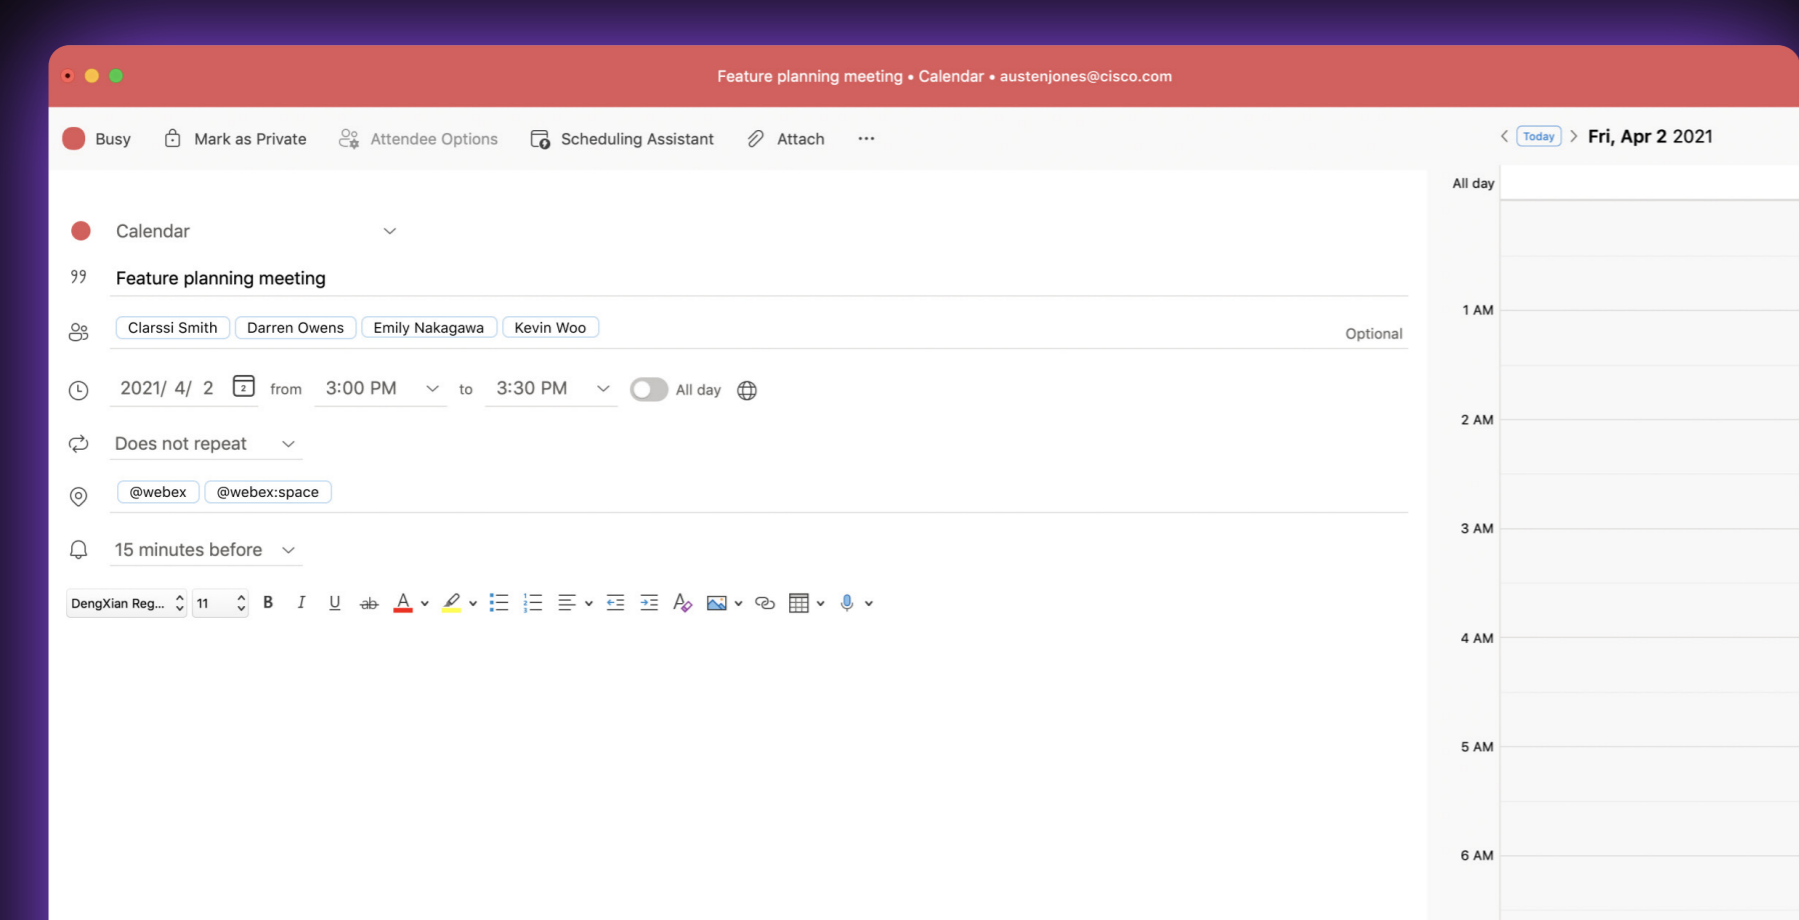 Feature planning meeting • Calendar • austenjones@cisco.com
Busy Mark as Private Attendee Options Scheduling Assistant Attach ···
Today Fri, Apr 2 2021
All day
Calendar
Feature planning meeting
Clarssi Smith Darren Owens Emily Nakagawa Kevin Woo
Optional
2021/ 4/ 2 2 from 3:00 PM to 3:30 PM All day
Does not repeat
@webex @webex:space
15 minutes before
DengXian Reg... 11 B I U ab A
1 AM
2 AM
3 AM
4 AM
5 AM
6 AM